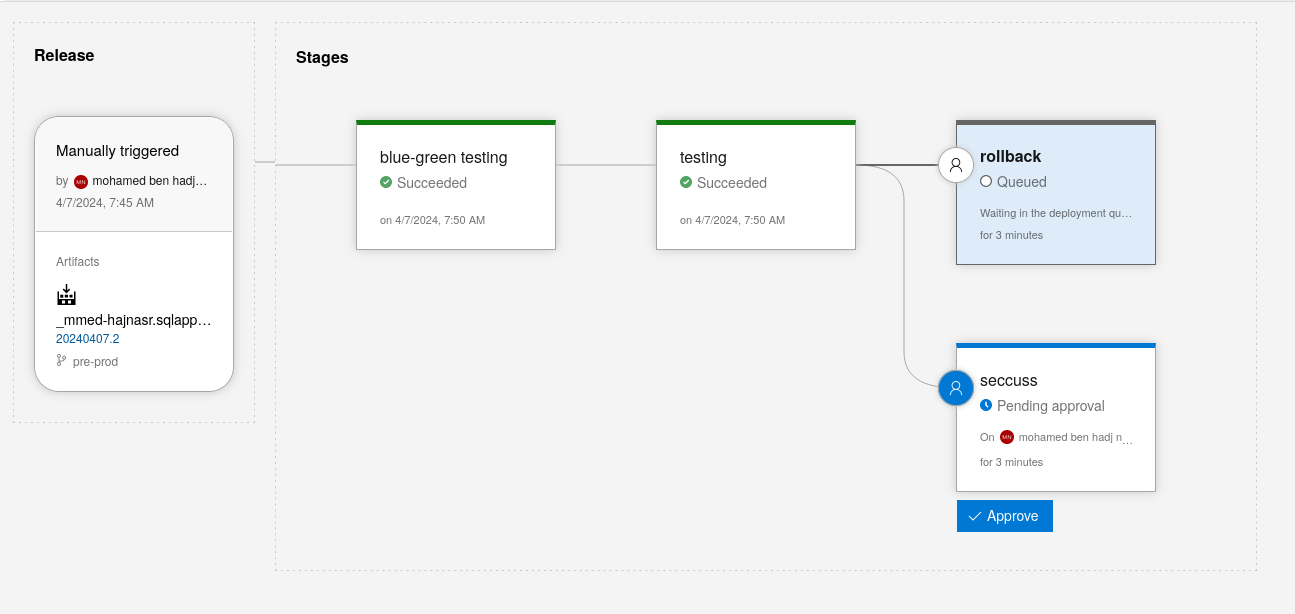 Release
Manually triggered
by MN mohamed ben hadj...
4/7/2024, 7:45 AM
Artifacts
_mmed-hajnasr.sqlapp...
20240407.2
pre-prod
Stages
blue-green testing
Succeeded
on 4/7/2024, 7:50 AM
testing
Succeeded
on 4/7/2024, 7:50 AM
rollback
Queued
Waiting in the deployment qu...
for 3 minutes
seccuss
Pending approval
On MN mohamed ben hadj n...
for 3 minutes
Approve